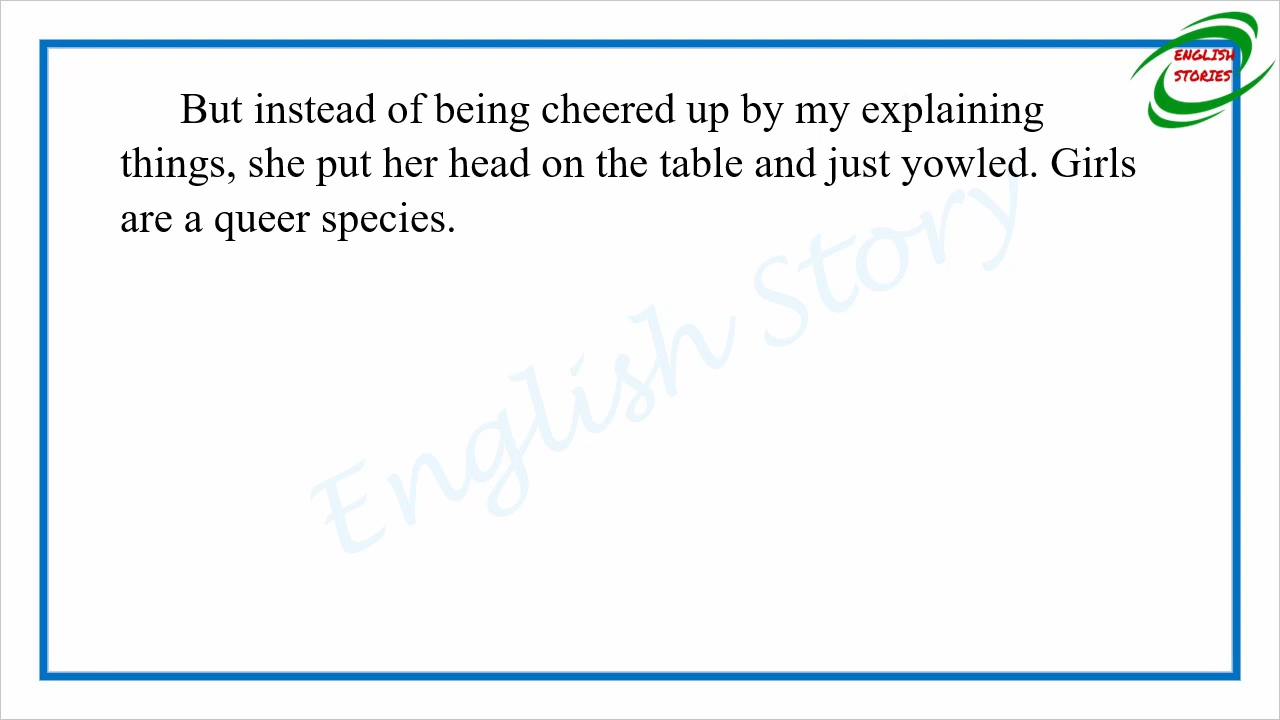 ENGLISH
STORIES
But instead of being cheered up by my explaining
things, she put her head on the table and just yowled. Girls
are a queer species.
English Story